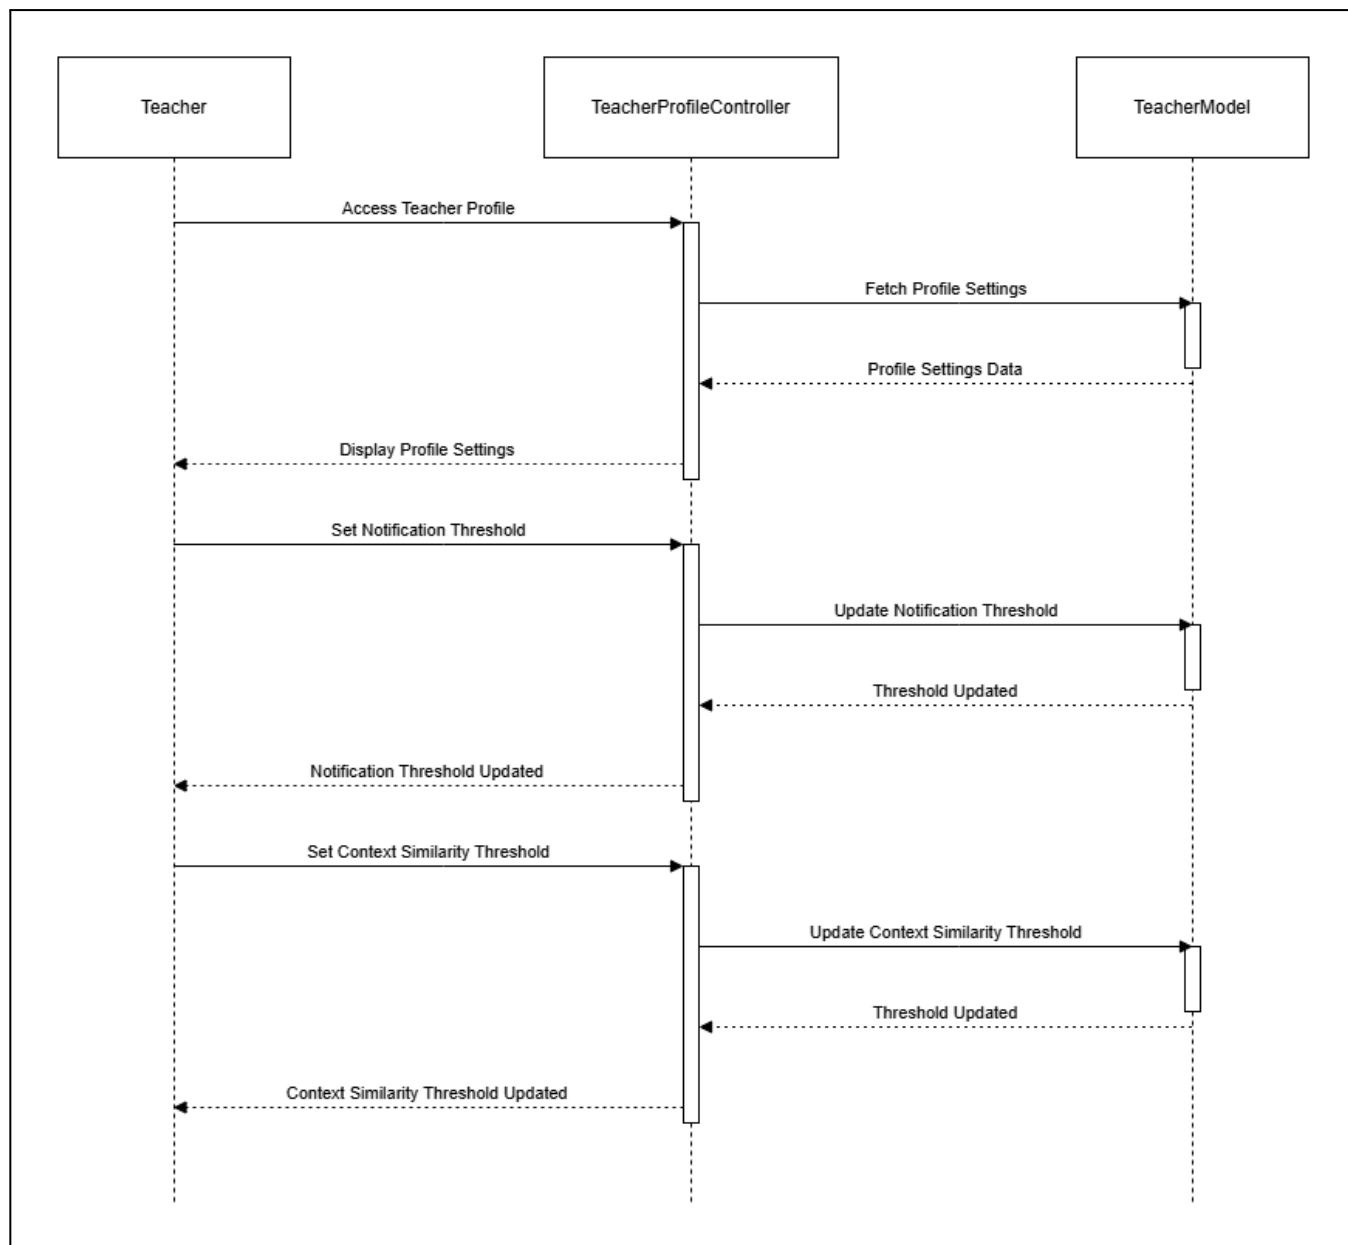 Teacher
TeacherProfileController
TeacherModel
Access Teacher Profile
Fetch Profile Settings
Profile Settings Data
Display Profile Settings
Set Notification Threshold
Update Notification Threshold
Threshold Updated
Notification Threshold Updated
Set Context Similarity Threshold
Update Context Similarity Threshold
Threshold Updated
Context Similarity Threshold Updated